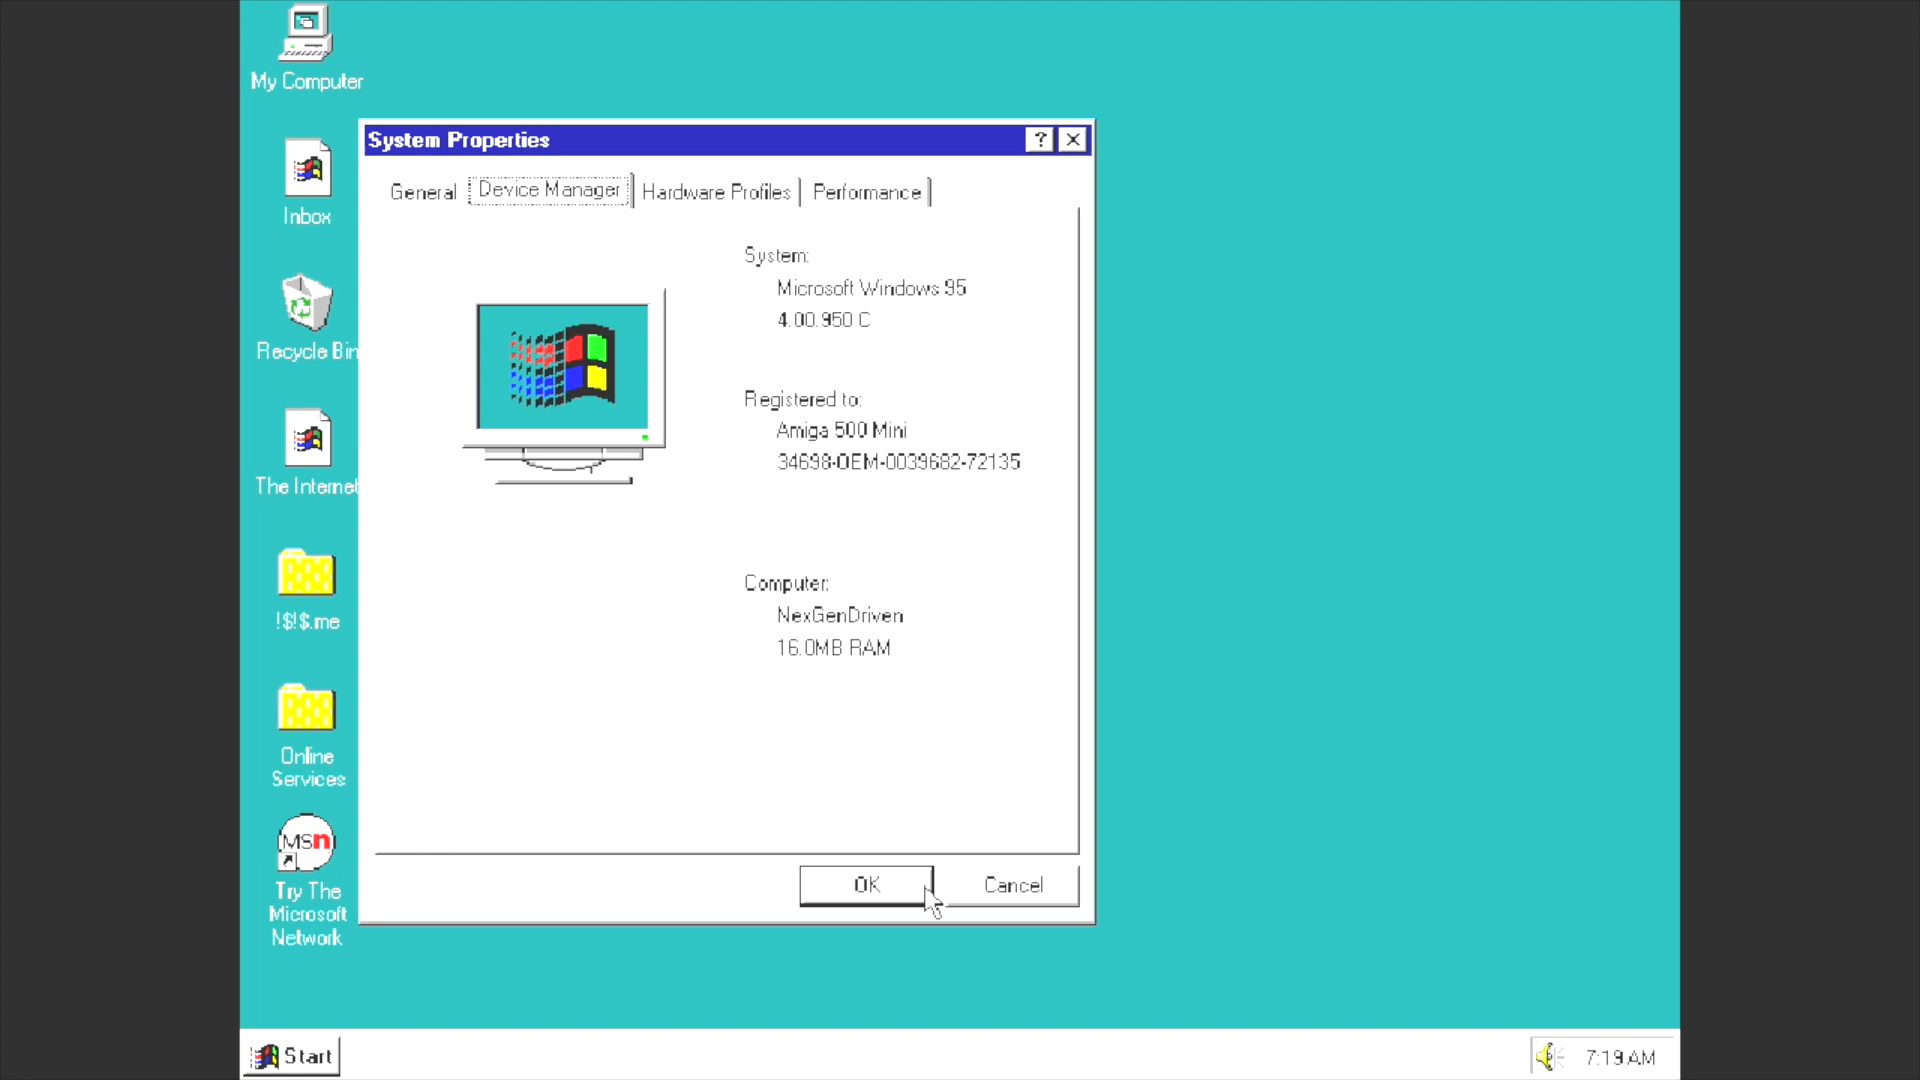 My Computer
Inbox
Recycle Bin
The Internet
!$!$.me
Online
Services
MSn
Try The
Microsoft
Network
System Properties
?
General
Device Manager
Hardware Profiles
Performance
System:
Microsoft Windows 95
4.00.950 C
Registered to:
Amiga 500 Mini
34698-OEM-0039682-72135
Computer:
NexGenDriven
16.0MB RAM
OK
Cancel
Start
7:19 AM